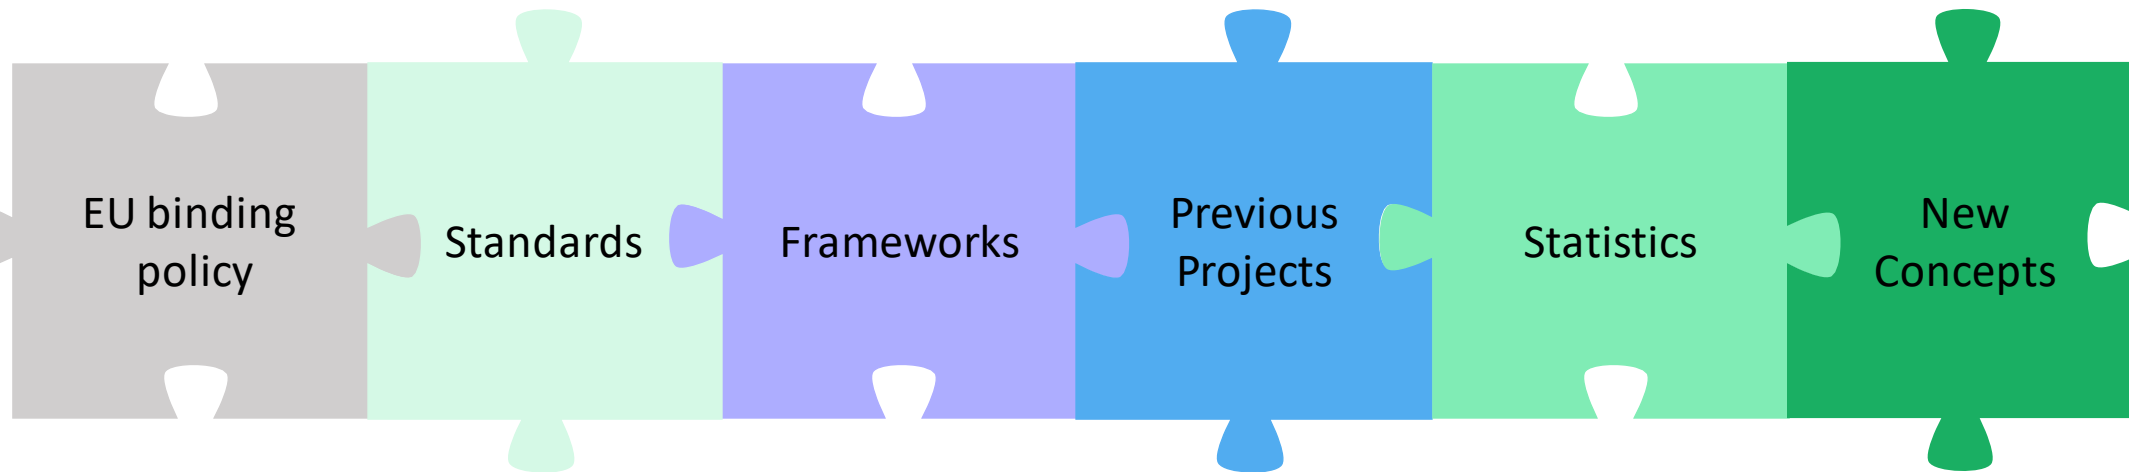 EU binding
policy
Standards
Frameworks
Previous
Projects
Statistics
New
Concepts